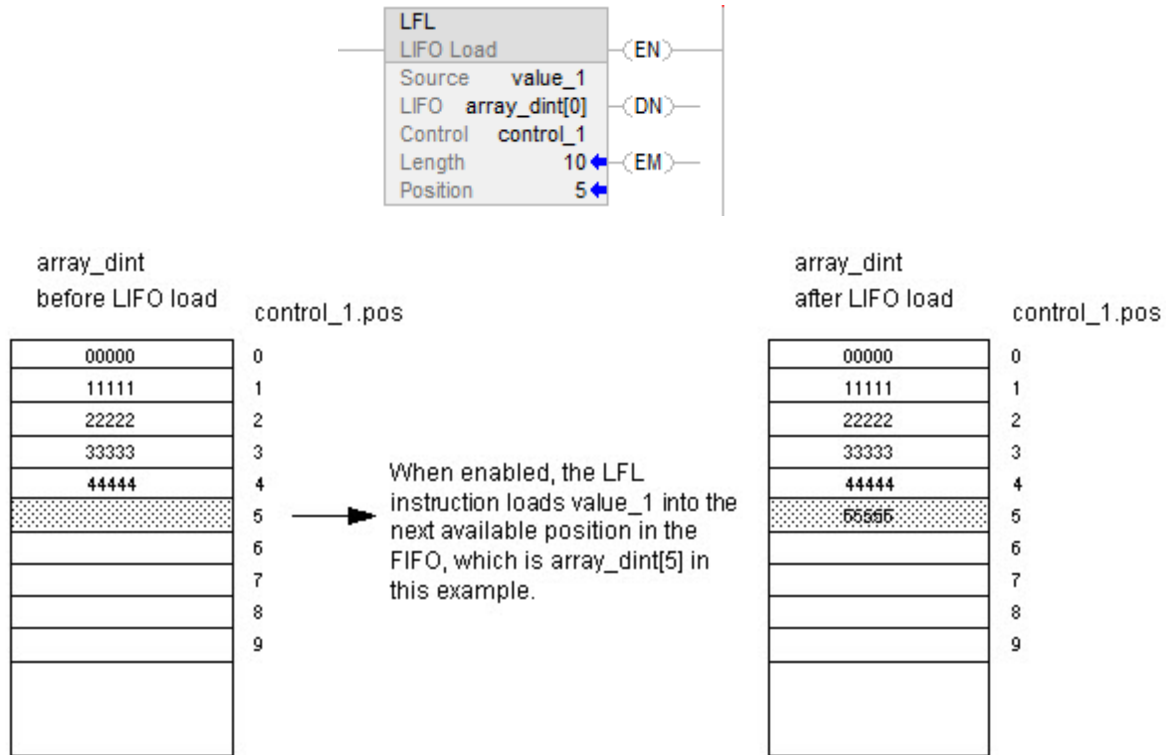 LFL
LIFO Load
EN
Source value_1
LIFO array_dint[0]
DN
Control control_1
Length 10
EM
Position 5
array_dint
before LIFO load
control_1.pos
00000 0
11111 1
22222 2
33333 3
44444 4
5
6
7
8
9
When enabled, the LFL
instruction loads value_1 into the
next available position in the
FIFO, which is array_dint[5] in
this example.
array_dint
after LIFO load
control_1.pos
00000 0
11111 1
22222 2
33333 3
44444 4
55555 5
6
7
8
9